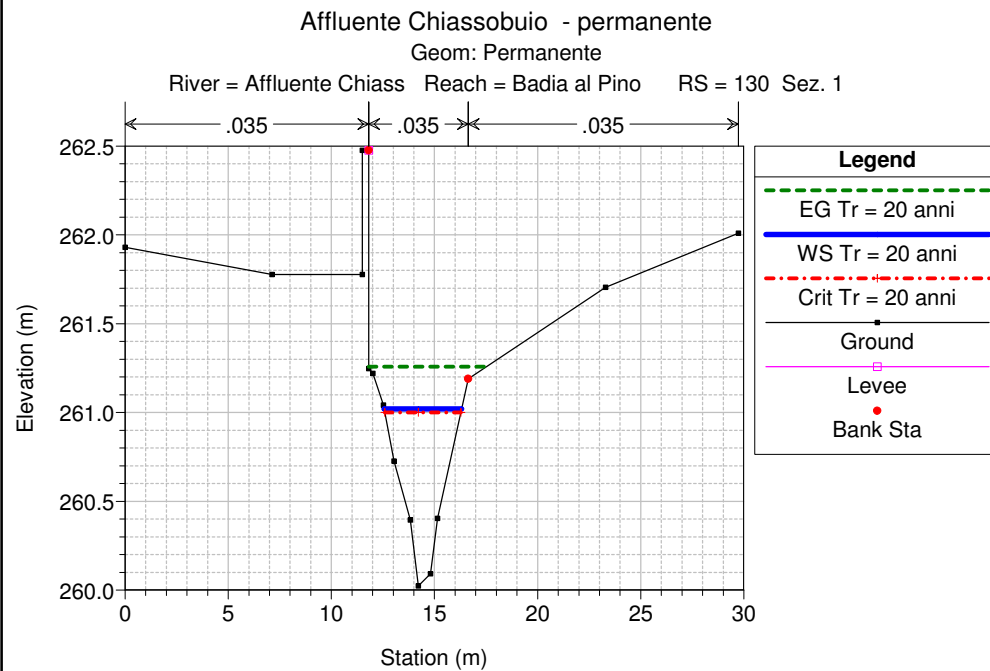 Affluente Chiassobuio - permanente
Geom: Permanente
River = Affluente Chiass Reach = Badia al Pino RS = 130 Sez. 1
.035 .035 .035
262.5
262.0
261.5
261.0
260.5
260.0
Elevation (m)
0 5 10 15 20 25 30
Station (m)
Legend
EG Tr = 20 anni
WS Tr = 20 anni
Crit Tr = 20 anni
Ground
Levee
Bank Sta